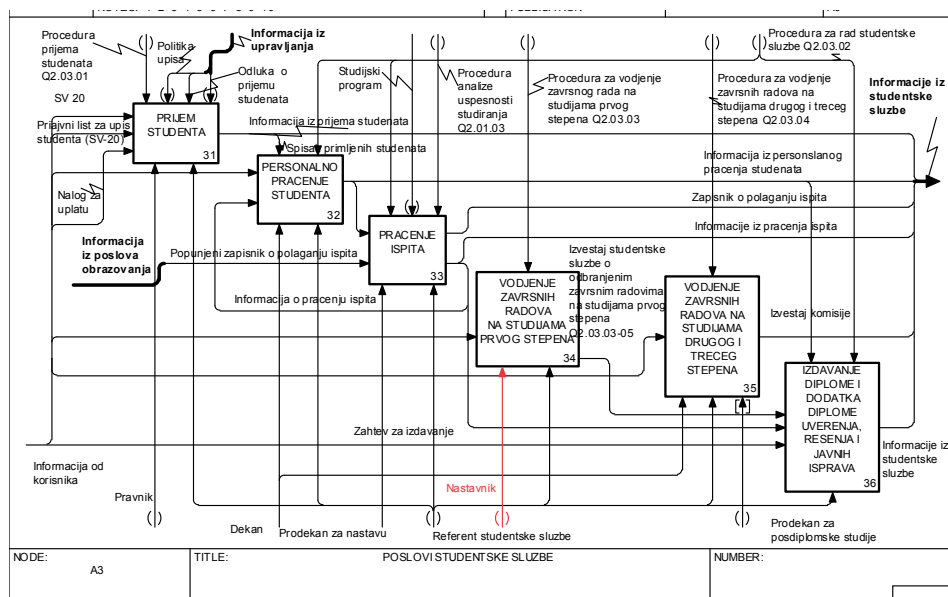 Procedura
prijema
studenata
Q2.03.01
SV 20
Politika
upisa
Informacija iz
upravljanja
Odluka o
prijemu
studenata
Studijski
program
Procedura
analize
uspesnosti
studiranja
Q2.01.03
Procedura za vodjenje
zavrsnog rada na
studijama prvog
stepena Q2.03.03
Procedura za vodjenje
zavrsnih radova na
studijama drugog i treceg
stepena Q2.03.04
Procedura za rad studentske
sluzbe Q2.03.02
Informacije iz
studentske
sluzbe
Prilajvni list za upis
studenta (SV-20)
PRIJEM
STUDENTA
31
Informacija iz prijema studenata
Spisak primljenih studenata
PERSONALNO
PRACENJE
STUDENTA
32
Informacija iz personslanog
pracenja studenata
Zapisnik o polaganju ispita
Informacije iz pracenja ispita
Nalog za
uplatu
Informacija
iz poslova
obrazovanja
Popunjeni zapisnik o polaganju ispita
PRACENJE
ISPITA
33
Informacija o pracenju ispita
Izvestaj studentske
sluzbe o
odbranjenim
zavrsnim radovima
na studijama prvog
stepena
Q2.03.03-05
VODJENJE
ZAVRSNIH
RADOVA
NA STUDIJAMA
PRVOG STEPENA
34
VODJENJE
ZAVRSNIH
RADOVA NA
STUDIJAMA
DRUGOG I
TRECEG
STEPENA
35
Izvestaj komisije
IZDAVANJE
DIPLOME I
DODATKA
DIPLOME
UVERENJA,
RESENJA I
JAVNIH
ISPRAVA
36
Informacije iz
studentske
sluzbe
Zahtev za izdavanje
Informacija od
korisnika
Pravnik
Nastavnik
Dekan
Prodekan za nastavu
Referent studentske sluzbe
Prodekan za
posdiplomske studije
NODE:
A3
TITLE:
POSLOVI STUDENTSKE SLUZBE
NUMBER: